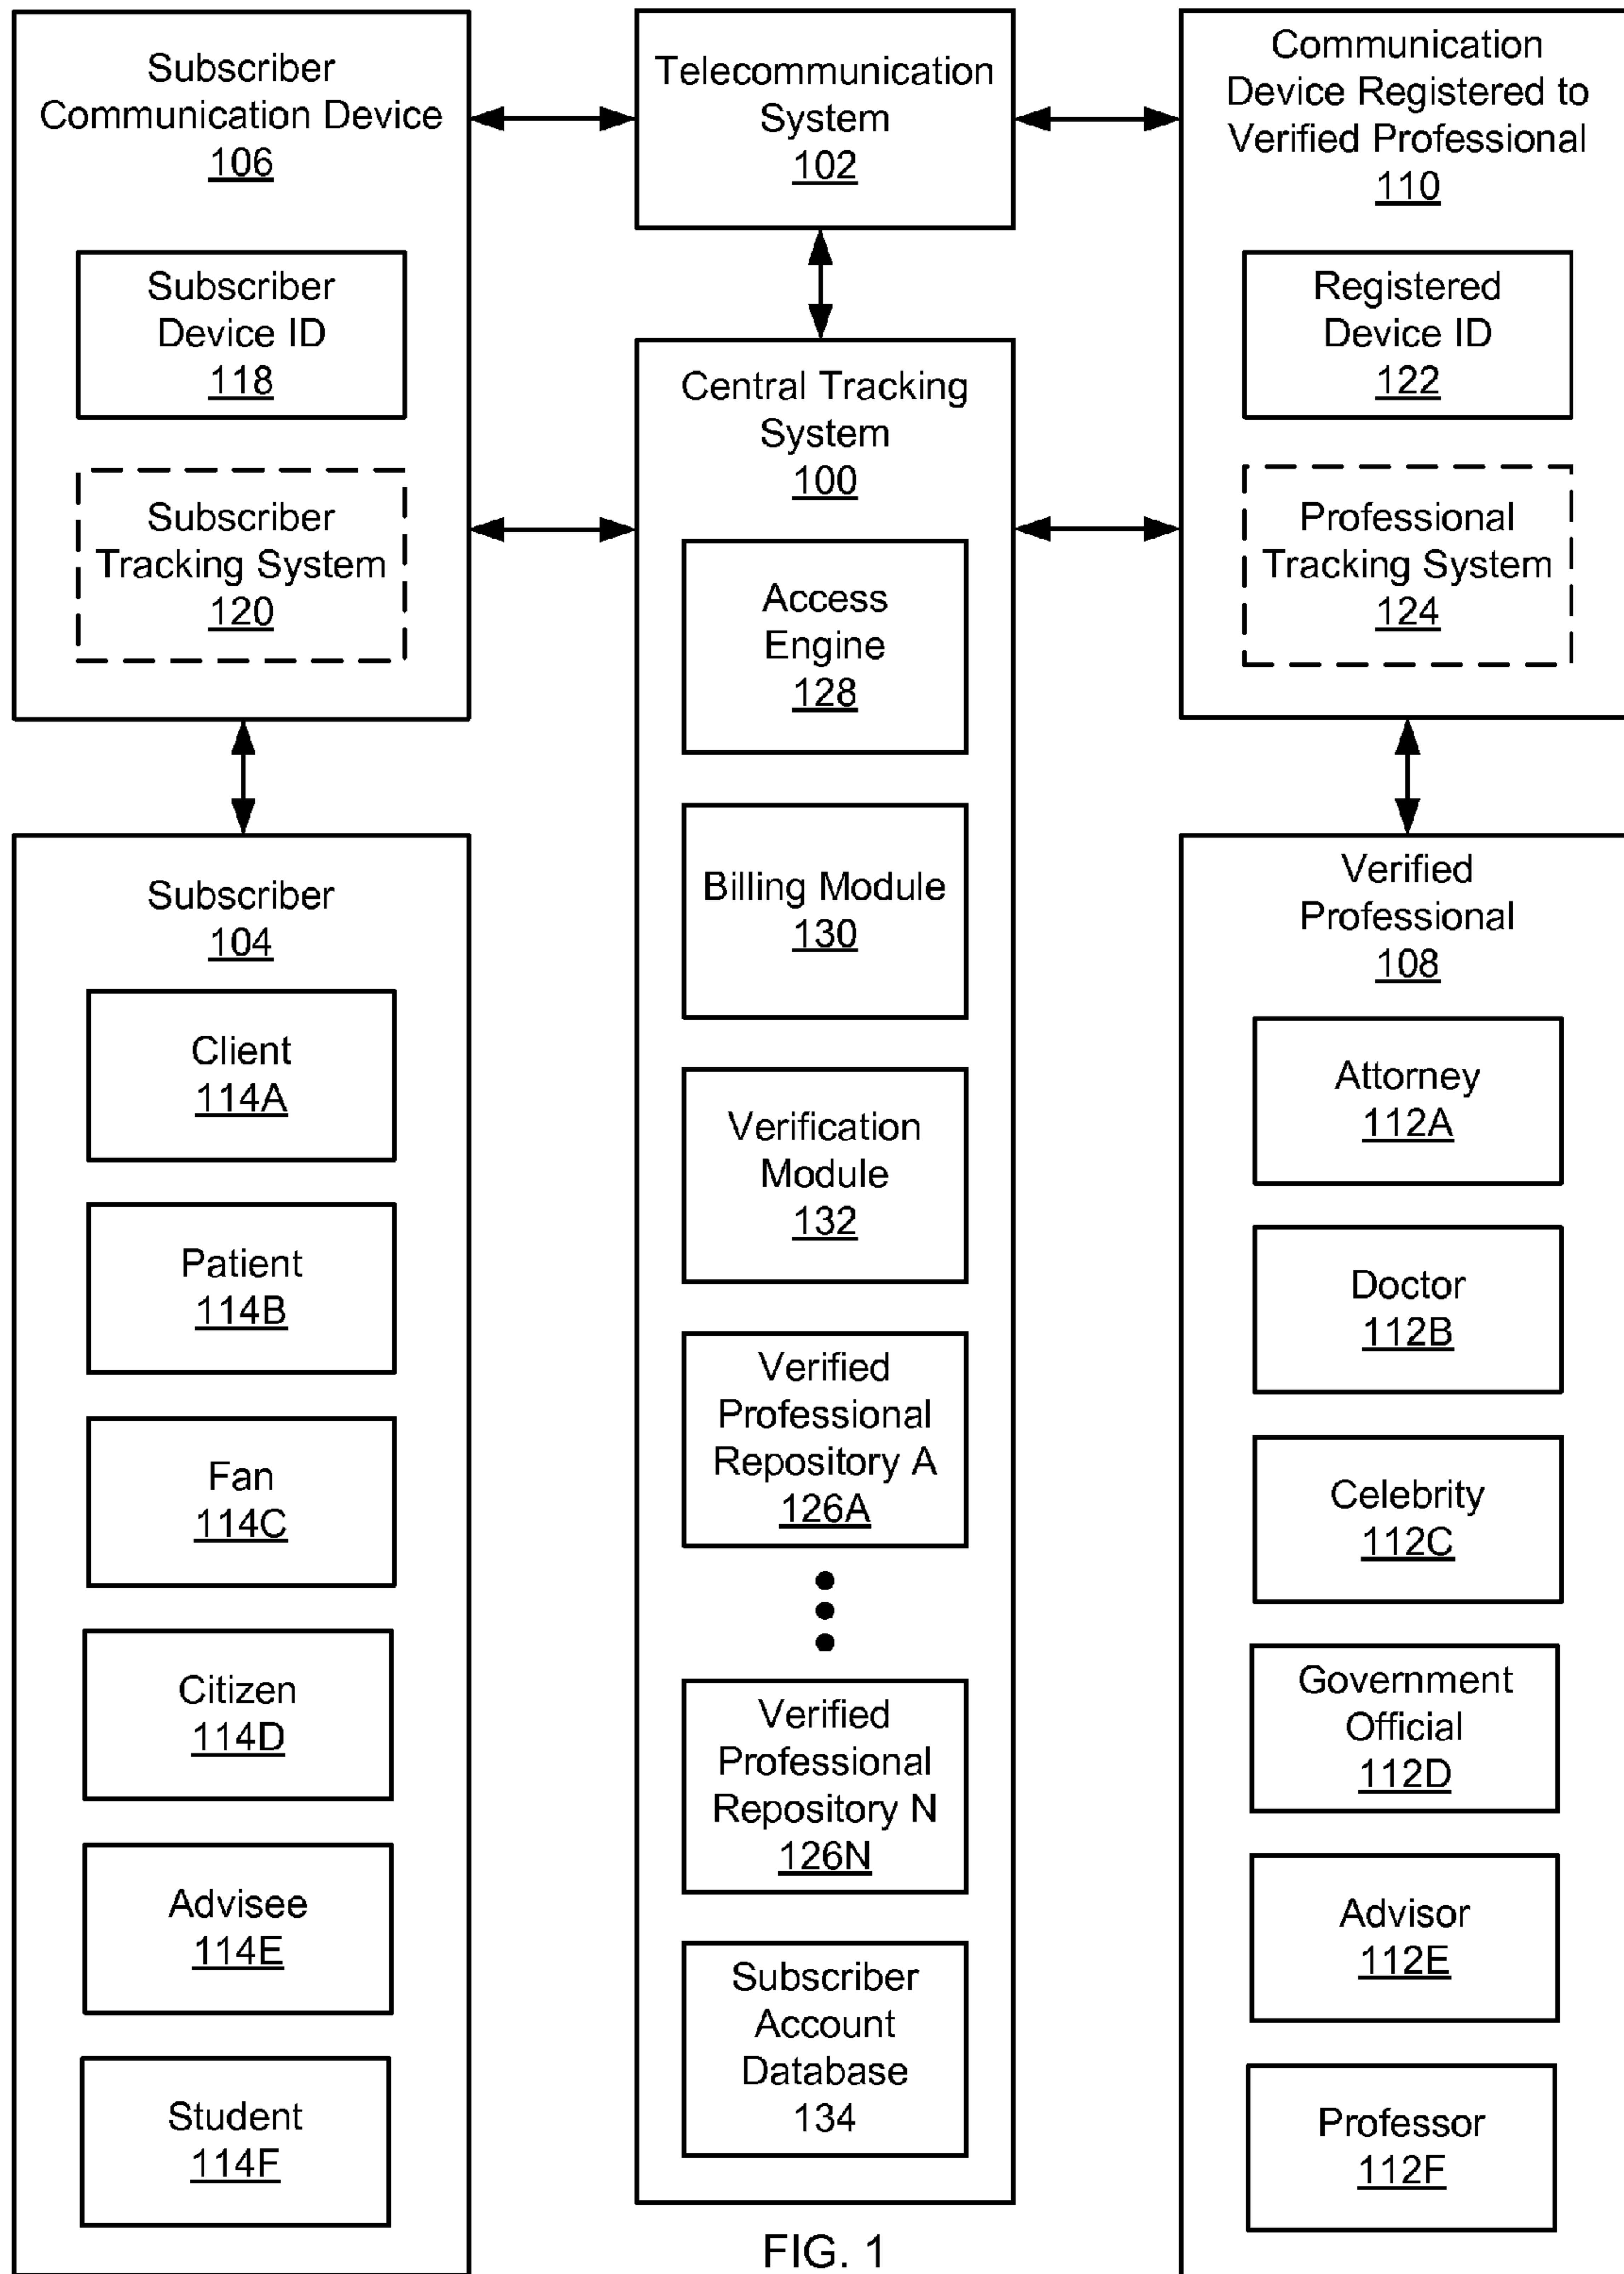 Subscriber
Communication Device
106
Subscriber
Device ID
118
Subscriber
Tracking System
120
Subscriber
104
Client
114A
Patient
114B
Fan
114C
Citizen
114D
Advisee
114E
Student
114F
Telecommunication
System
102
Central Tracking
System
100
Access
Engine
128
Billing Module
130
Verification
Module
132
Verified
Professional
Repository A
126A
Verified
Professional
Repository N
126N
Subscriber
Account
Database
134
Communication
Device Registered to
Verified Professional
110
Registered
Device ID
122
Professional
Tracking System
124
Verified
Professional
108
Attorney
112A
Doctor
112B
Celebrity
112C
Government
Official
112D
Advisor
112E
Professor
112F
FIG. 1